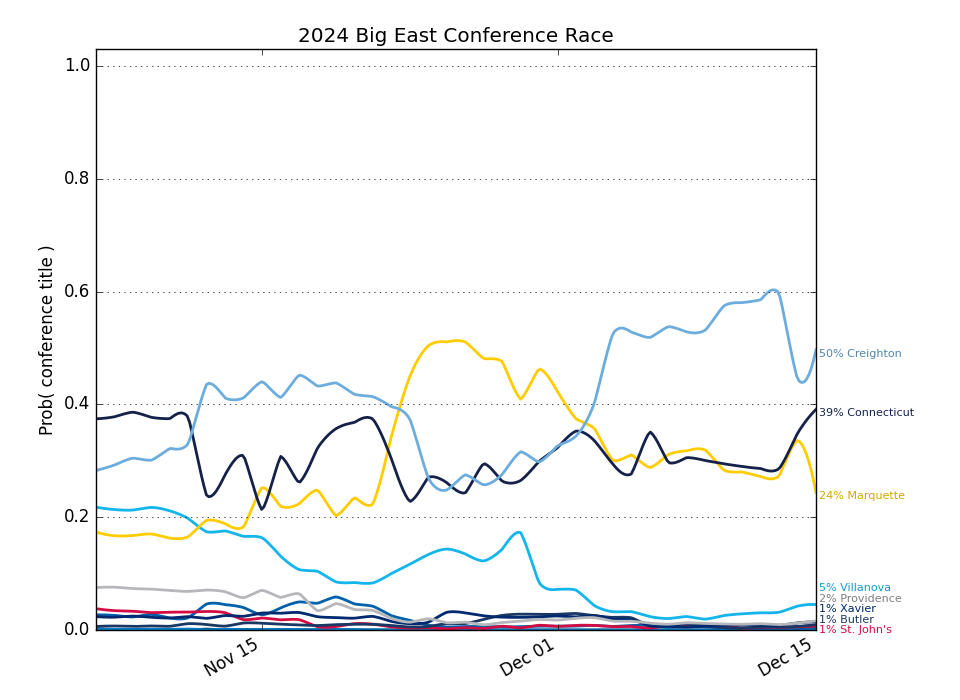 2024 Big East Conference Race
Prob( conference title )
1.0
0.8
0.6
0.4
0.2
0.0
Nov 15
Dec 01
Dec 15
50% Creighton
39% Connecticut
24% Marquette
5% Villanova
2% Providence
1% Xavier
1% Butler
1% St. John's